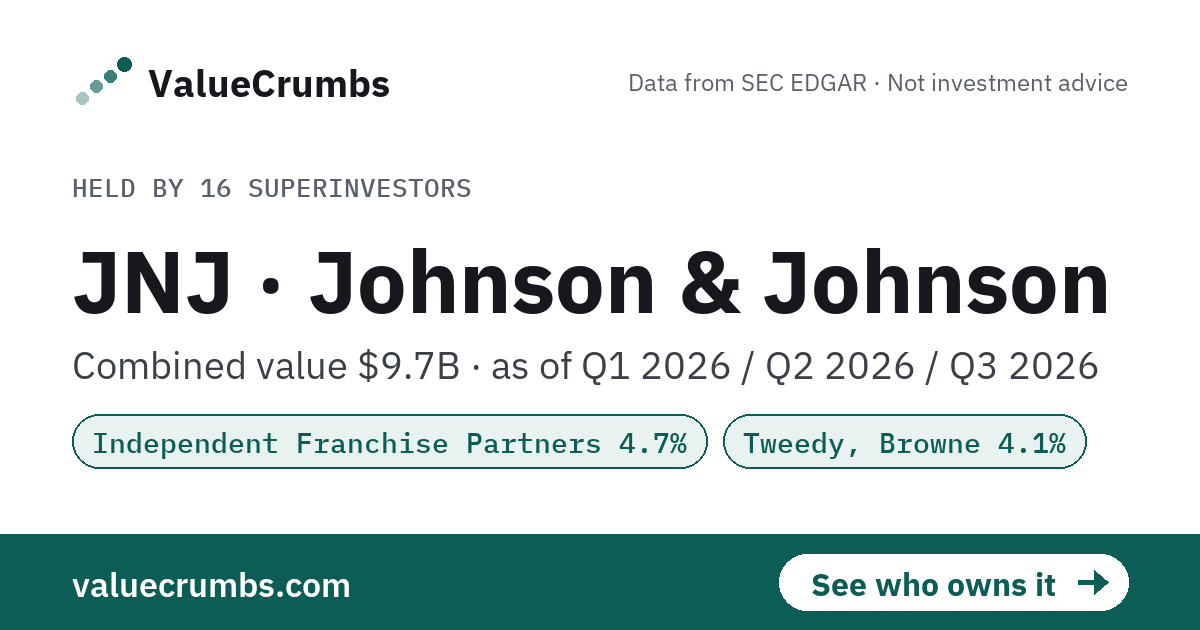 ValueCrumbs
Data from SEC EDGAR · Not investment advice
HELD BY 16 SUPERINVESTORS
JNJ · Johnson & Johnson
Combined value $9.7B · as of Q1 2026 / Q2 2026 / Q3 2026
Independent Franchise Partners 4.7%
Tweedy, Browne 4.1%
valuecrumbs.com
See who owns it →